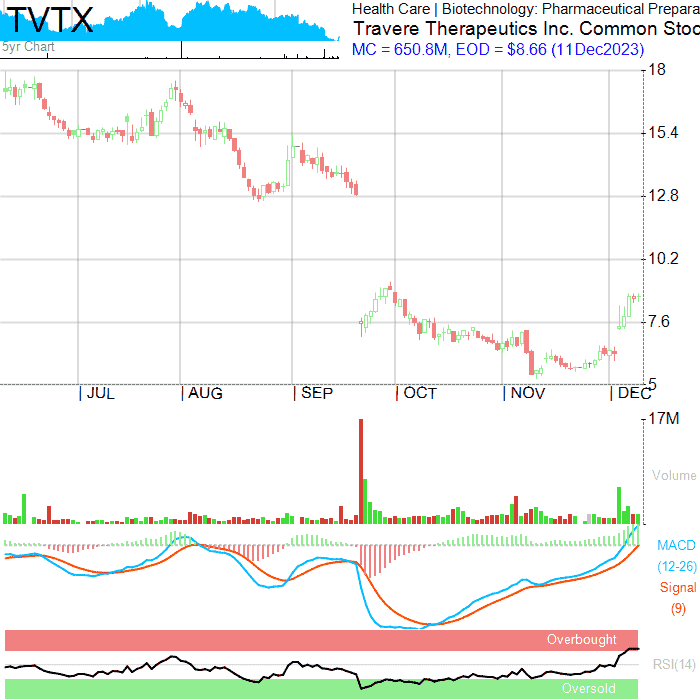 TVTX
5yr Chart
Health Care | Biotechnology: Pharmaceutical Prepara
Travere Therapeutics Inc. Common Stoc
MC = 650.8M, EOD = $8.66 (11Dec2023)
18
15.4
12.8
10.2
7.6
5
| JUL | AUG | SEP | OCT | NOV | DEC
17M
Volume
MACD
(12-26)
Signal
(9)
Overbought
RSI(14)
Oversold